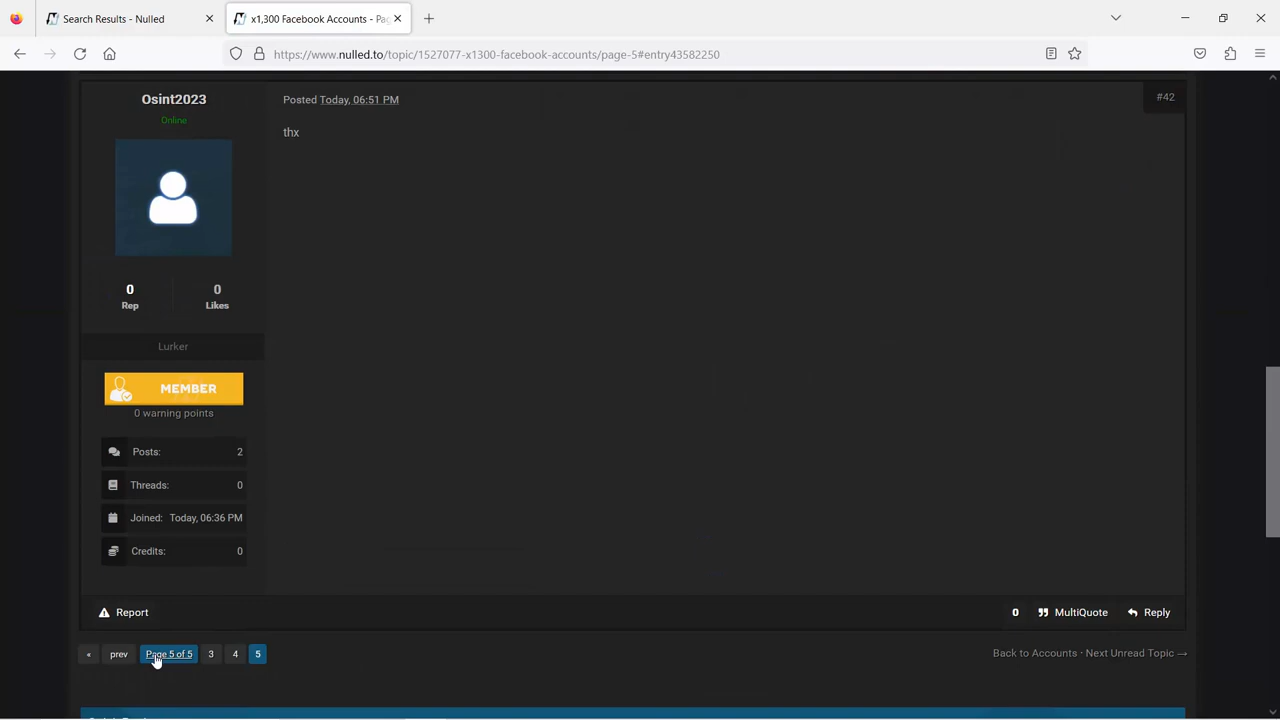 Search Results - Nulled
x1,300 Facebook Accounts - Pag
https://www.nulled.to/topic/1527077-x1300-facebook-accounts/page-5#entry43582250
Osint2023
Online
Posted Today, 06:51 PM
#42
thx
0
Rep
0
Likes
Lurker
MEMBER
0 warning points
Posts: 2
Threads: 0
Joined: Today, 06:36 PM
Credits: 0
Report
0 MultiQuote Reply
« prev Page 5 of 5 3 4 5
Back to Accounts · Next Unread Topic →